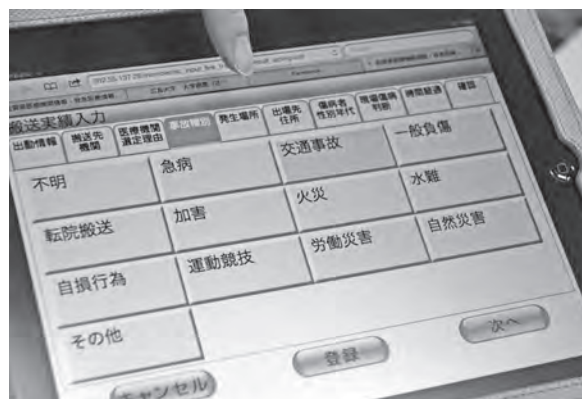 搬送実績入力
出動情報 搬送先機関 医療機関選定理由 事故種別 発生場所 出場先住所 傷病者性別年代 現場傷病判断 時間経過 確認
不明 急病 交通事故 一般負傷
転院搬送 加害 火災 水難
自損行為 運動競技 労働災害 自然災害
その他
キャンセル 登録 次へ